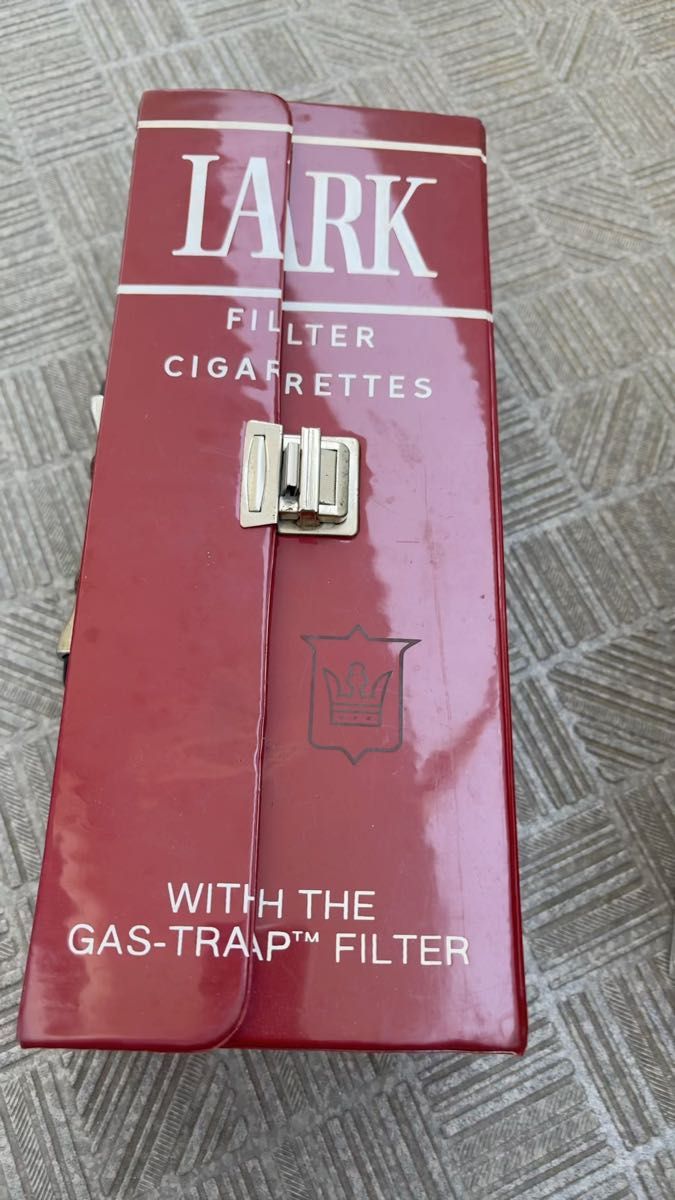 LARK
FILTER
CIGARETTES
WITH THE
GAS-TRAP™ FILTER